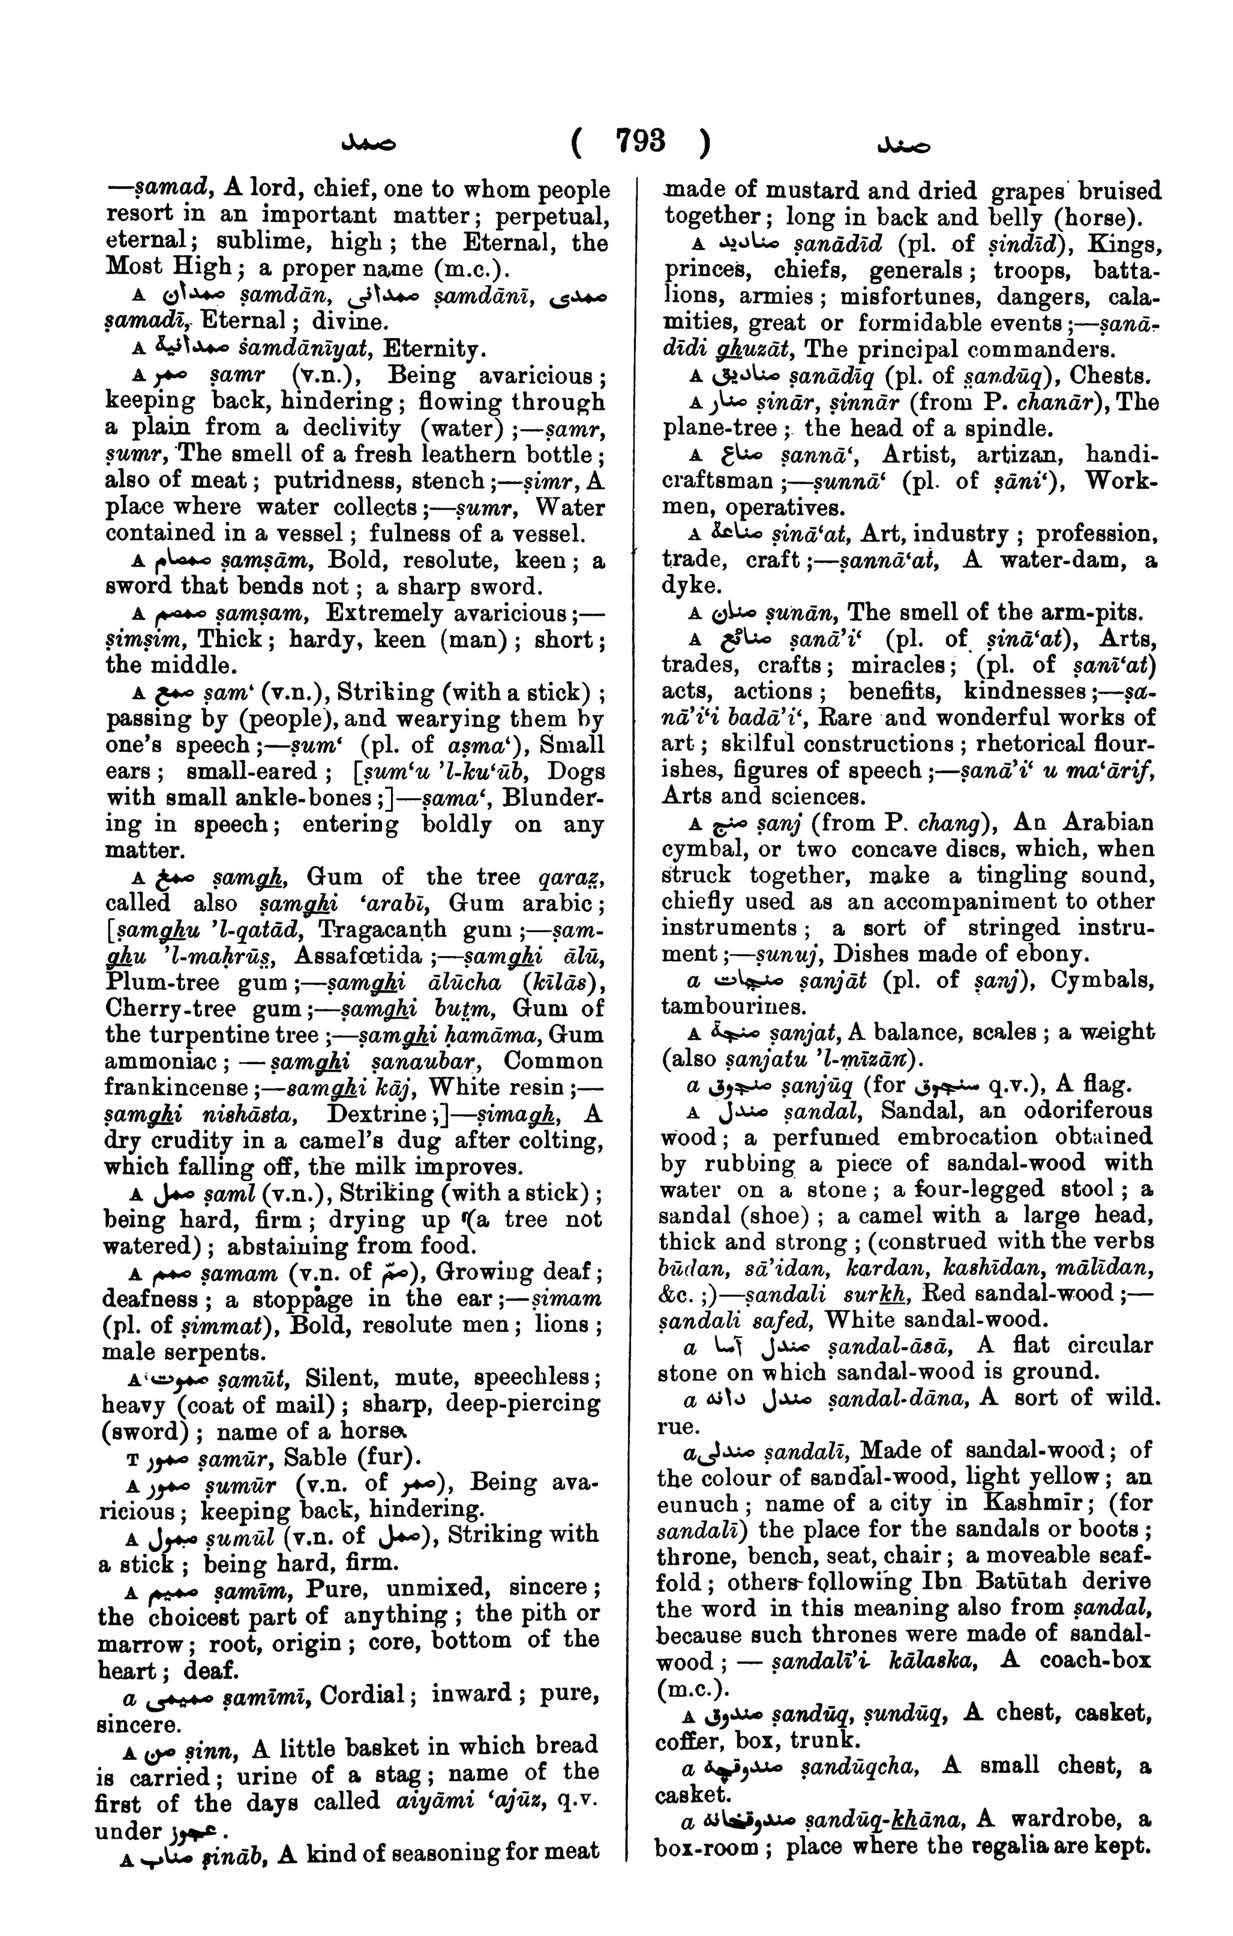 صمد ( 793 ) صند
—ṣamad, A lord, chief, one to whom people
resort in an important matter; perpetual,
eternal; sublime, high; the Eternal, the
Most High; a proper name (m.c.).
A صمدان ṣamdān, صمدانی ṣamdānī, صمدی
ṣamadī, Eternal; divine.
A صمدانیة ṣamdānīyat, Eternity.
A صمر ṣamr (v.n.), Being avaricious;
keeping back, hindering; flowing through
a plain from a declivity (water);—ṣamr,
ṣumr, The smell of a fresh leathern bottle;
also of meat; putridness, stench;—ṣimr, A
place where water collects;—ṣumr, Water
contained in a vessel; fulness of a vessel.
A صمصام ṣamṣām, Bold, resolute, keen; a
sword that bends not; a sharp sword.
A صمصم ṣamṣam, Extremely avaricious;—
ṣimṣim, Thick; hardy, keen (man); short;
the middle.
A صمع ṣam‘ (v.n.), Striking (with a stick);
passing by (people), and wearying them by
one's speech;—ṣum‘ (pl. of aṣma‘), Small
ears; small-eared; [ṣum‘u 'l-ku‘ūb, Dogs
with small ankle-bones;]—ṣama‘, Blunder-
ing in speech; entering boldly on any
matter.
A صمغ ṣamgh, Gum of the tree qaraz̤,
called also ṣamghi ‘arabī, Gum arabic;
[ṣamghu 'l-qatād, Tragacanth gum;—ṣam-
ghu 'l-maḥrūs̤, Assafœtida;—ṣamghi ālū,
Plum-tree gum;—ṣamghi ālūcha (kīlās),
Cherry-tree gum;—ṣamghi but̤m, Gum of
the turpentine tree;—ṣamghi ḥamāma, Gum
ammoniac;—ṣamghi ṣanaubar, Common
frankincense;—samghi kāj, White resin;—
ṣamghi nishāsta, Dextrine;]—ṣimagh, A
dry crudity in a camel's dug after colting,
which falling off, the milk improves.
A صمل ṣaml (v.n.), Striking (with a stick);
being hard, firm; drying up (a tree not
watered); abstaining from food.
A صمم ṣamam (v.n. of صمّ), Growing deaf;
deafness; a stoppage in the ear;—ṣimam
(pl. of ṣimmat), Bold, resolute men; lions;
male serpents.
A صموت ṣamūt, Silent, mute, speechless;
heavy (coat of mail); sharp, deep-piercing
(sword); name of a horse.
T صمور ṣamūr, Sable (fur).
A صمور ṣumūr (v.n. of صمر), Being ava-
ricious; keeping back, hindering.
A صمول ṣumūl (v.n. of صمل), Striking with
a stick; being hard, firm.
A صمیم ṣamīm, Pure, unmixed, sincere;
the choicest part of anything; the pith or
marrow; root, origin; core, bottom of the
heart; deaf.
a صمیمی ṣamīmī, Cordial; inward; pure,
sincere.
A صن ṣinn, A little basket in which bread
is carried; urine of a stag; name of the
first of the days called aiyāmi ‘ajūz, q.v.
under عجوز.
A صناب ṣināb, A kind of seasoning for meat
made of mustard and dried grapes bruised
together; long in back and belly (horse).
A صنادید ṣanādīd (pl. of ṣindīd), Kings,
princes, chiefs, generals; troops, batta-
lions, armies; misfortunes, dangers, cala-
mities, great or formidable events;—ṣanā-
dīdi ghuzāt, The principal commanders.
A صنادیق ṣanādīq (pl. of ṣandūq), Chests.
A صنار ṣinār, ṣinnār (from P. chanār), The
plane-tree; the head of a spindle.
A صناع ṣannā‘, Artist, artizan, handi-
craftsman;—ṣunnā‘ (pl. of ṣāni‘), Work-
men, operatives.
A صناعة ṣinā‘at, Art, industry; profession,
trade, craft;—ṣannā‘at, A water-dam, a
dyke.
A صنان ṣunān, The smell of the arm-pits.
A صنائع ṣanā’i‘ (pl. of ṣinā‘at), Arts,
trades, crafts; miracles; (pl. of ṣanī‘at)
acts, actions; benefits, kindnesses;—ṣa-
nā’i‘i badā’i‘, Rare and wonderful works of
art; skilful constructions; rhetorical flour-
ishes, figures of speech;—ṣanā’i‘ u ma‘ārif,
Arts and sciences.
A صنج ṣanj (from P. chang), An Arabian
cymbal, or two concave discs, which, when
struck together, make a tingling sound,
chiefly used as an accompaniment to other
instruments; a sort of stringed instru-
ment;—ṣunuj, Dishes made of ebony.
a صنجات ṣanjāt (pl. of ṣanj), Cymbals,
tambourines.
A صنجة ṣanjat, A balance, scales; a weight
(also ṣanjatu 'l-mīzān).
a صنجوق ṣanjūq (for سنجوق q.v.), A flag.
A صندل ṣandal, Sandal, an odoriferous
wood; a perfumed embrocation obtained
by rubbing a piece of sandal-wood with
water on a stone; a four-legged stool; a
sandal (shoe); a camel with a large head,
thick and strong; (construed with the verbs
būdan, sā’idan, kardan, kashīdan, mālīdan,
&c.;)—ṣandali surkh, Red sandal-wood;—
ṣandali safed, White sandal-wood.
a صندل آسا ṣandal-āsā, A flat circular
stone on which sandal-wood is ground.
a صندل دانه ṣandal-dāna, A sort of wild.
rue.
a صندلی ṣandalī, Made of sandal-wood; of
the colour of sandal-wood, light yellow; an
eunuch; name of a city in Kashmīr; (for
sandalī) the place for the sandals or boots;
throne, bench, seat, chair; a moveable scaf-
fold; others following Ibn Batūtah derive
the word in this meaning also from ṣandal,
because such thrones were made of sandal-
wood;—ṣandalī’i kālaska, A coach-box
(m.c.).
A صندوق ṣandūq, ṣundūq, A chest, casket,
coffer, box, trunk.
a صندوقچه ṣandūqcha, A small chest, a
casket.
a صندوقخانه ṣandūq-khāna, A wardrobe, a
box-room; place where the regalia are kept.